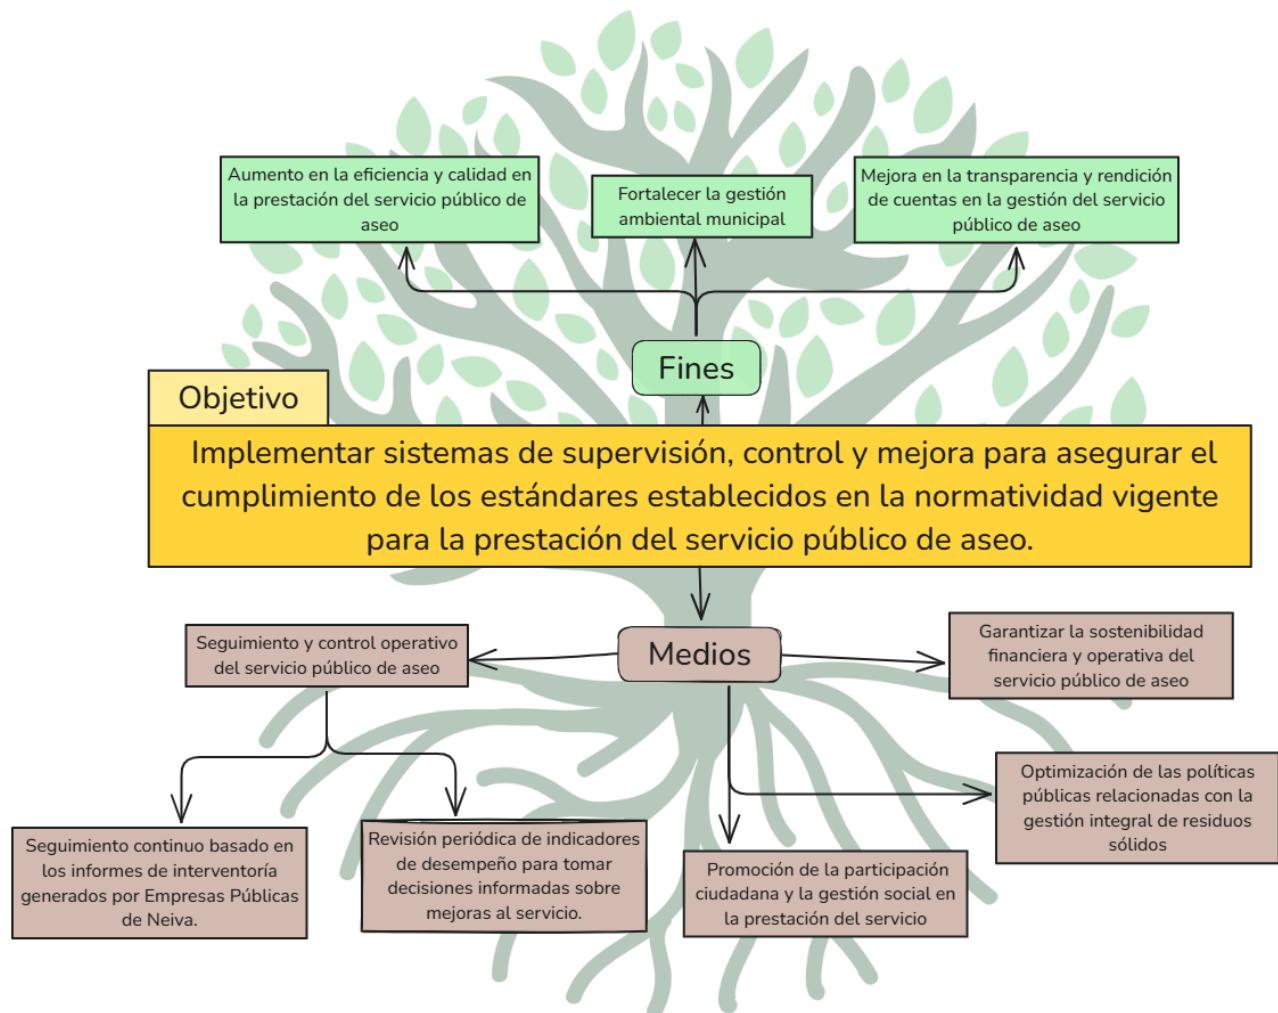 Aumento en la eficiencia y calidad en
la prestación del servicio público de
aseo
Fortalecer la gestión
ambiental municipal
Mejora en la transparencia y rendición
de cuentas en la gestión del servicio
público de aseo
Fines
Objetivo
Implementar sistemas de supervisión, control y mejora para asegurar el
cumplimiento de los estándares establecidos en la normatividad vigente
para la prestación del servicio público de aseo.
Medios
Seguimiento y control operativo
del servicio público de aseo
Garantizar la sostenibilidad
financiera y operativa del
servicio público de aseo
Seguimiento continuo basado en
los informes de interventoría
generados por Empresas Públicas
de Neiva.
Revisión periódica de indicadores
de desempeño para tomar
decisiones informadas sobre
mejoras al servicio.
Promoción de la participación
ciudadana y la gestión social en
la prestación del servicio
Optimización de las políticas
públicas relacionadas con la
gestión integral de residuos
sólidos